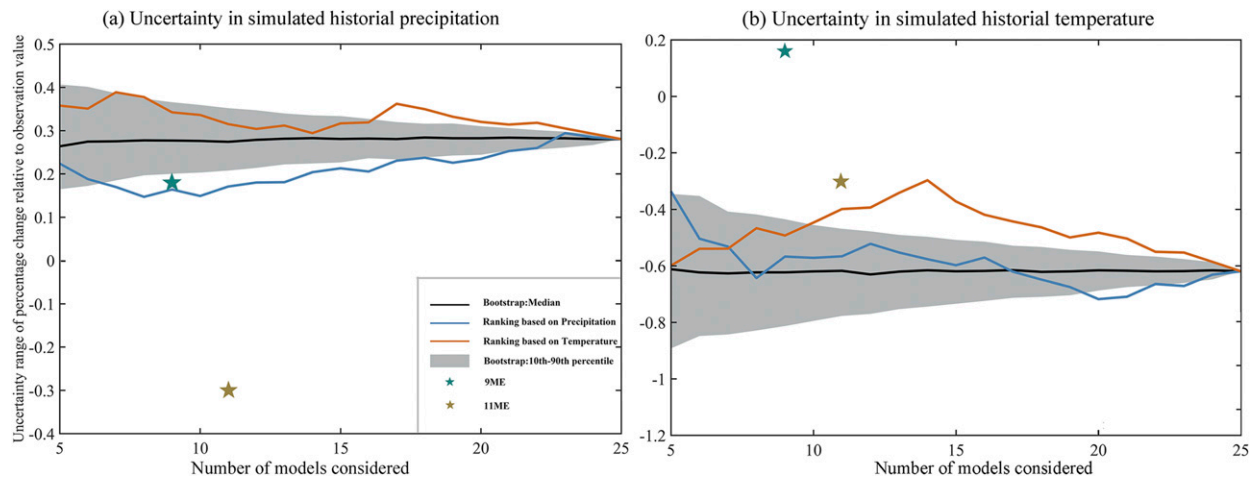 (a) Uncertainty in simulated historial precipitation
Uncertainty range of percentage change relative to observation value
0.5
0.4
0.3
0.2
0.1
0
-0.1
-0.2
-0.3
-0.4
5
10
15
20
25
Number of models considered
Bootstrap:Median
Ranking based on Precipitation
Ranking based on Temperature
Bootstrap:10th-90th percentile
9ME
11ME
(b) Uncertainty in simulated historial temperature
0.2
0
-0.2
-0.4
-0.6
-0.8
-1
-1.2
5
10
15
20
25
Number of models considered